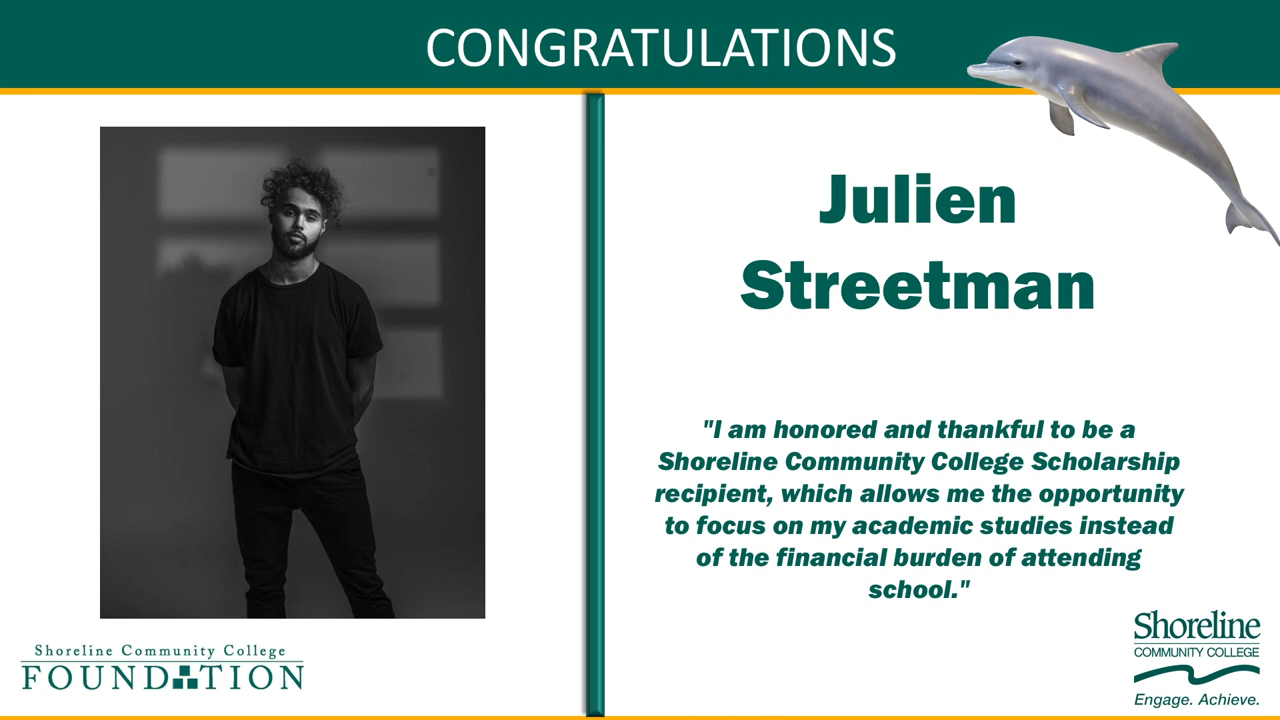 CONGRATULATIONS
Julien
Streetman
"I am honored and thankful to be a
Shoreline Community College Scholarship
recipient, which allows me the opportunity
to focus on my academic studies instead
of the financial burden of attending
school."
Shoreline Community College
FOUNDATION
Shoreline
COMMUNITY COLLEGE
Engage. Achieve.